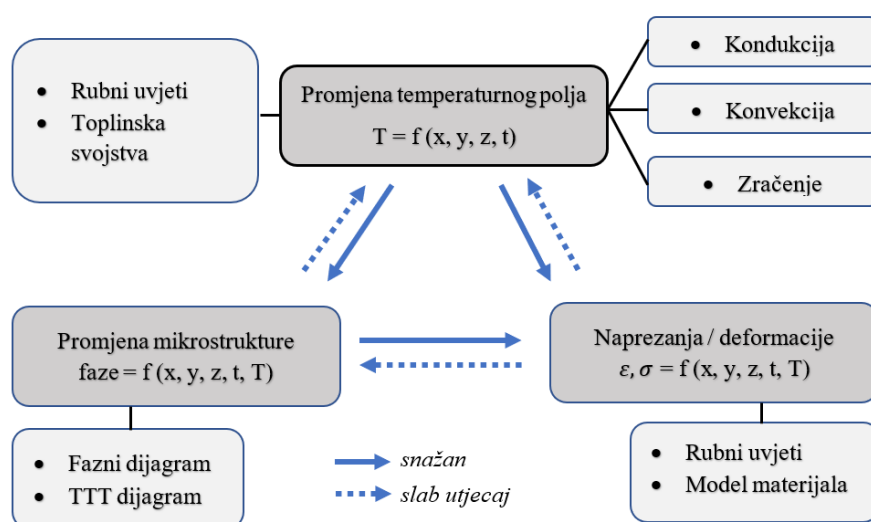 • Rubni uvjeti
• Toplinska
svojstva
Promjena temperaturnog polja
T = f (x, y, z, t)
• Kondukcija
• Konvekcija
• Zračenje
Promjena mikrostrukture
faze = f (x, y, z, t, T)
Naprezanja / deformacije
ε, σ = f (x, y, z, t, T)
• Fazni dijagram
• TTT dijagram
snažan
slab utjecaj
• Rubni uvjeti
• Model materijala